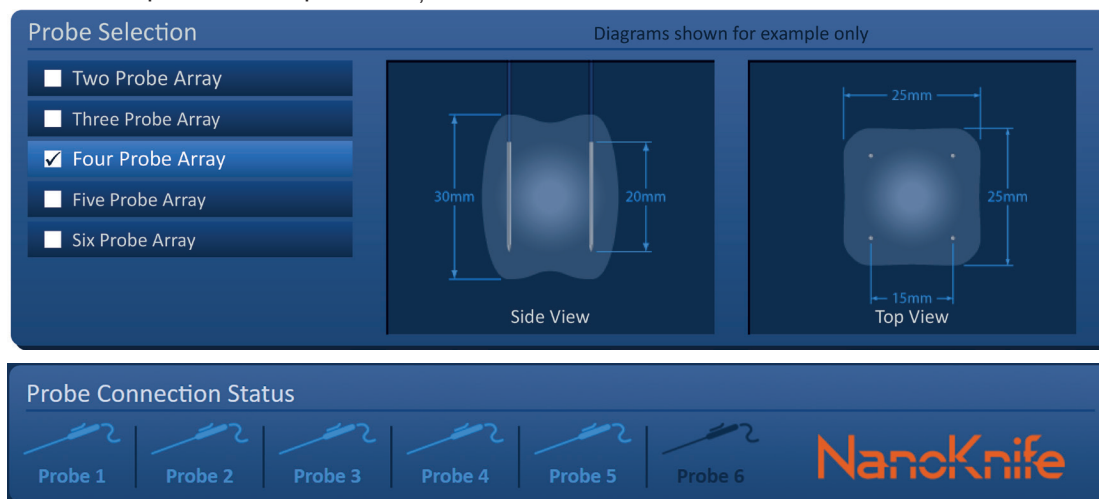 Probe Selection
Diagrams shown for example only
Two Probe Array
Three Probe Array
Four Probe Array
Five Probe Array
Six Probe Array
30mm
20mm
Side View
25mm
25mm
15mm
Top View
Probe Connection Status
Probe 1
Probe 2
Probe 3
Probe 4
Probe 5
Probe 6
NanoKnife